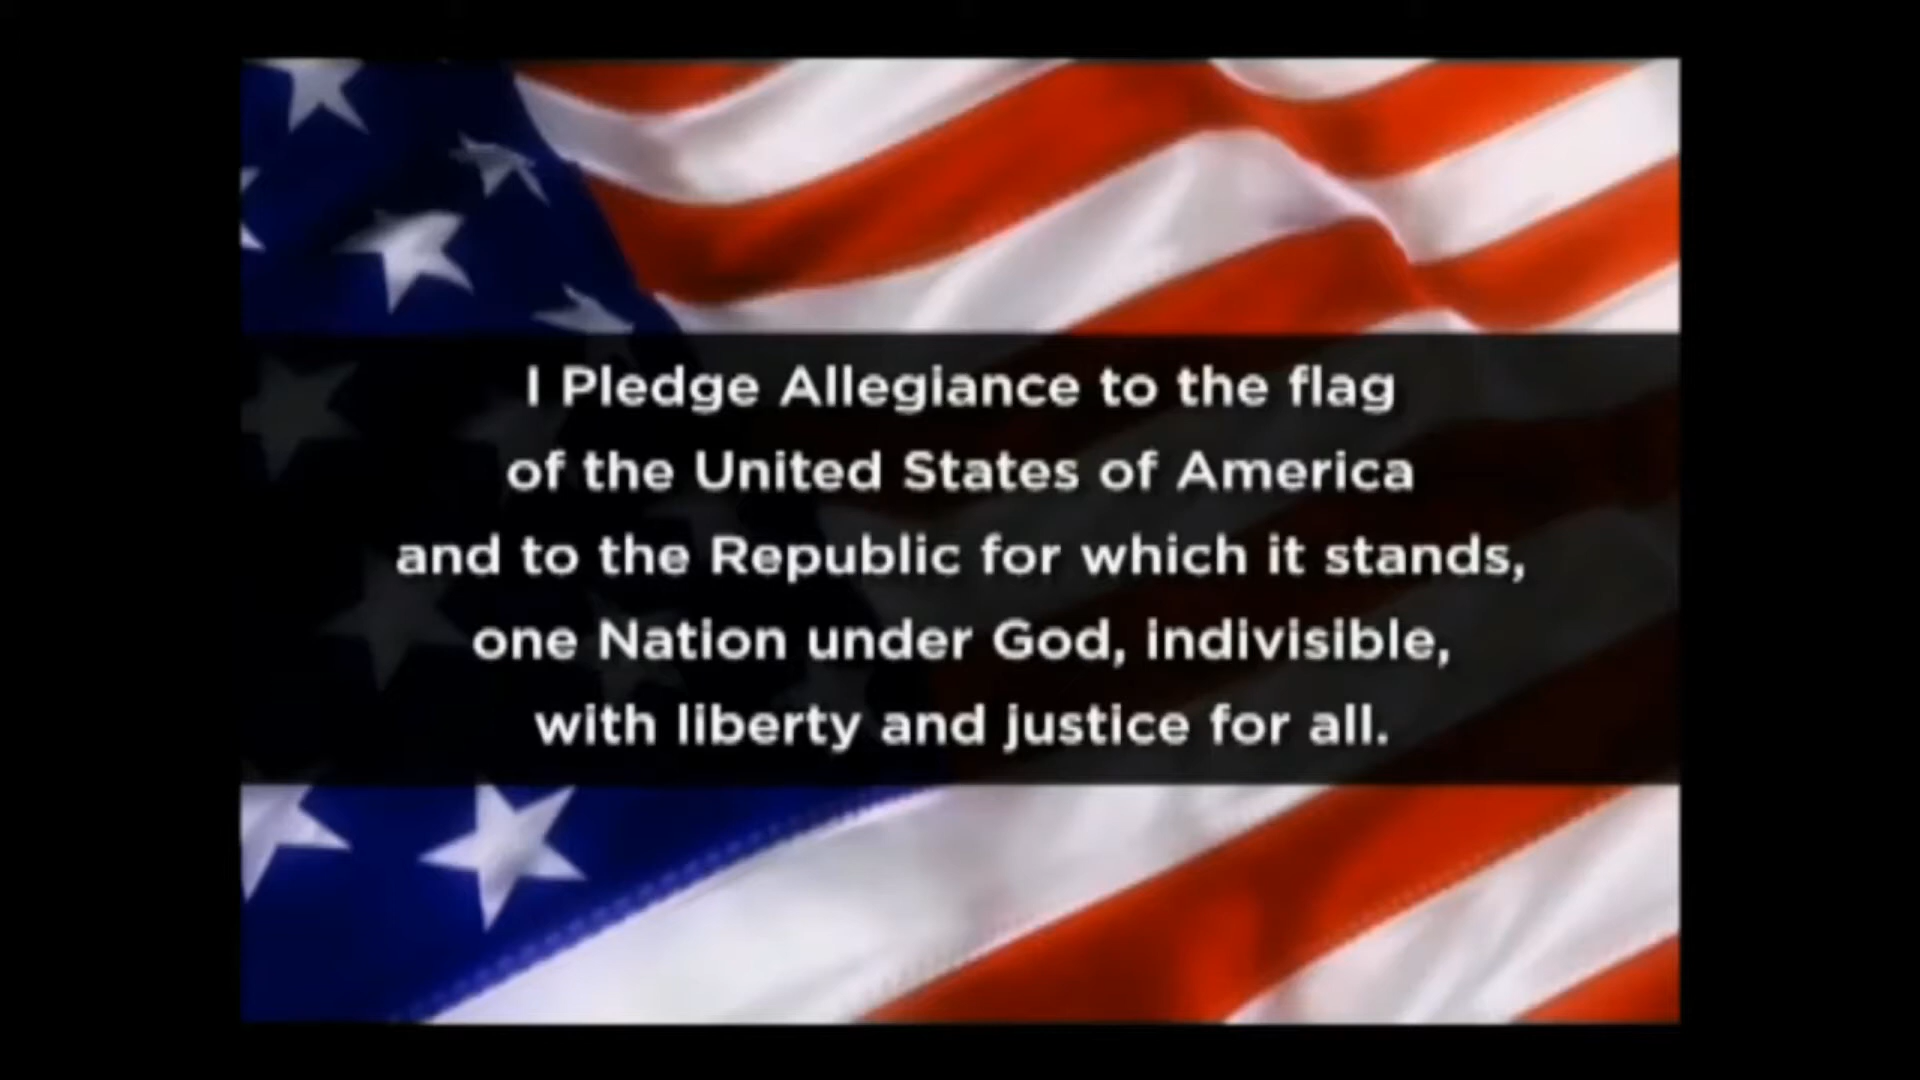 I Pledge Allegiance to the flag
of the United States of America
and to the Republic for which it stands,
one Nation under God, indivisible,
with liberty and justice for all.